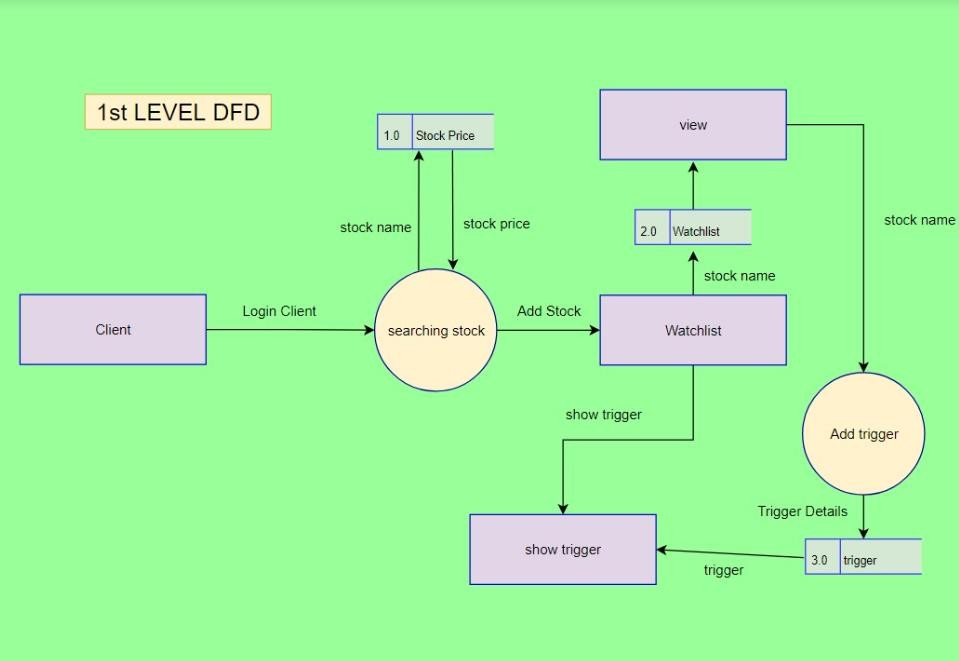 1st LEVEL DFD
1.0 Stock Price
view
stock name
stock price
stock name
2.0 Watchlist
stock name
Client
Login Client
searching stock
Add Stock
Watchlist
show trigger
Add trigger
Trigger Details
show trigger
trigger
3.0 trigger